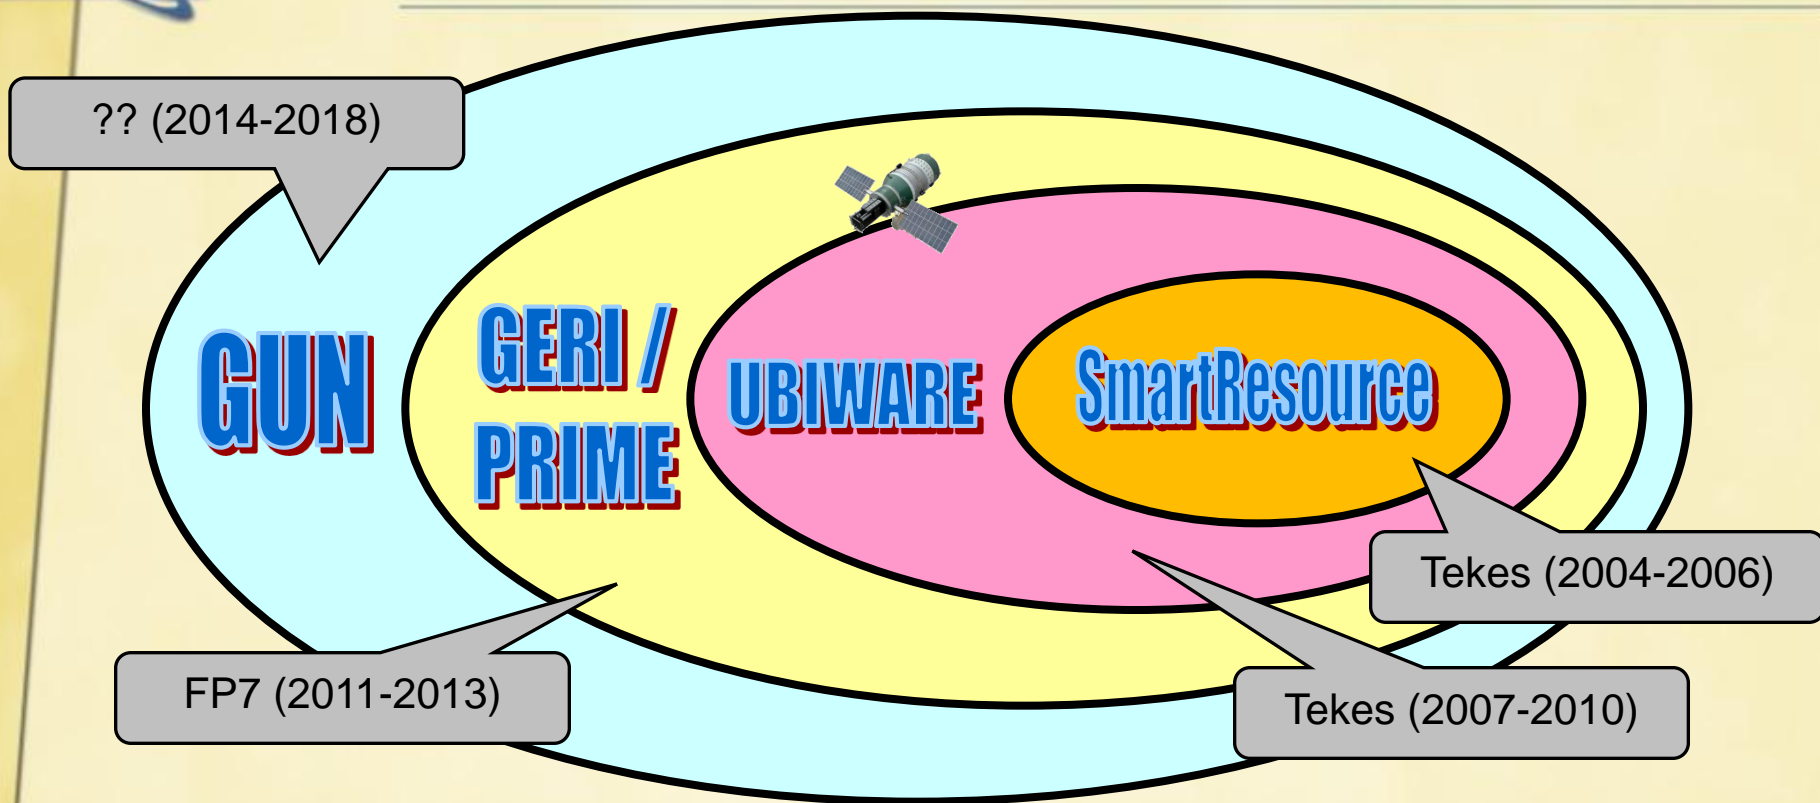 ?? (2014-2018)
GUN
GERI /
PRIME
UBIWARE
SmartResource
Tekes (2004-2006)
FP7 (2011-2013)
Tekes (2007-2010)